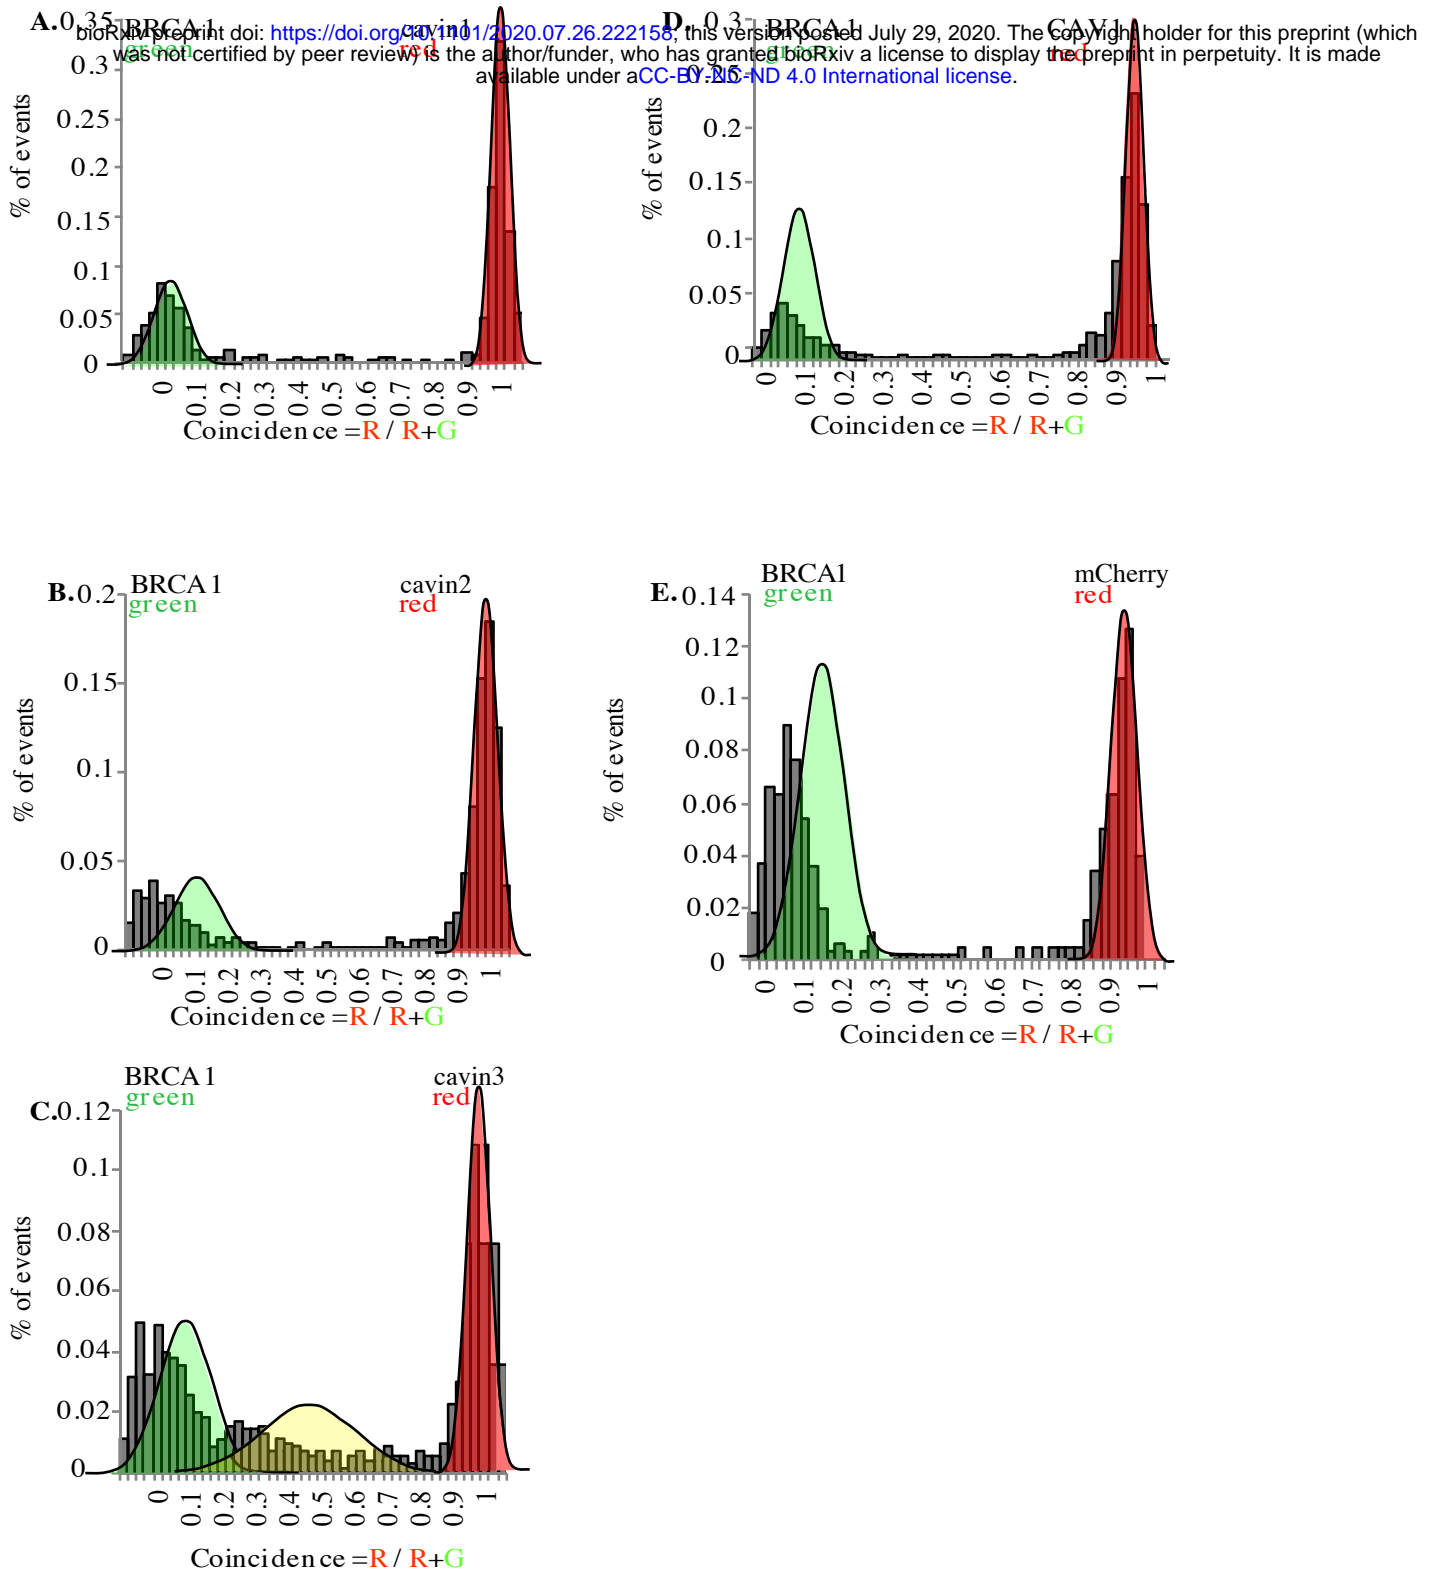 bioRxiv preprint doi: https://doi.org/10.1101/2020.07.26.222158; this version posted July 29, 2020. The copyright holder for this preprint (which
was not certified by peer review) is the author/funder, who has granted bioRxiv a license to display the preprint in perpetuity. It is made
available under aCC-BY-NC-ND 4.0 International license.
A.
BRCA1
green
cavin1
red
% of events
0.35
0.3
0.25
0.2
0.15
0.1
0.05
0
0 0.1 0.2 0.3 0.4 0.5 0.6 0.7 0.8 0.9 1
Coincidence =R / R+G
D.
BRCA1
green
CAV1
red
% of events
0.3
0.25
0.2
0.15
0.1
0.05
0
0 0.1 0.2 0.3 0.4 0.5 0.6 0.7 0.8 0.9 1
Coincidence =R / R+G
B.
BRCA1
green
cavin2
red
% of events
0.2
0.15
0.1
0.05
0
0 0.1 0.2 0.3 0.4 0.5 0.6 0.7 0.8 0.9 1
Coincidence =R / R+G
E.
BRCA1
green
mCherry
red
% of events
0.14
0.12
0.1
0.08
0.06
0.04
0.02
0
0 0.1 0.2 0.3 0.4 0.5 0.6 0.7 0.8 0.9 1
Coincidence =R / R+G
C.
BRCA1
green
cavin3
red
% of events
0.12
0.1
0.08
0.06
0.04
0.02
0
0 0.1 0.2 0.3 0.4 0.5 0.6 0.7 0.8 0.9 1
Coincidence =R / R+G